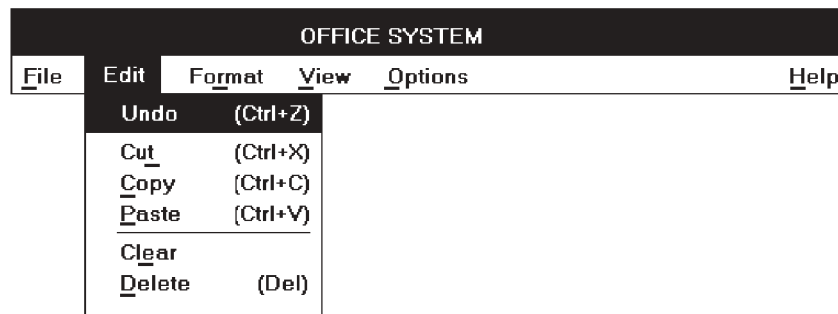 OFFICE SYSTEM
File Edit Format View Options Help
Undo (Ctrl+Z)
Cut (Ctrl+X)
Copy (Ctrl+C)
Paste (Ctrl+V)
Clear
Delete (Del)